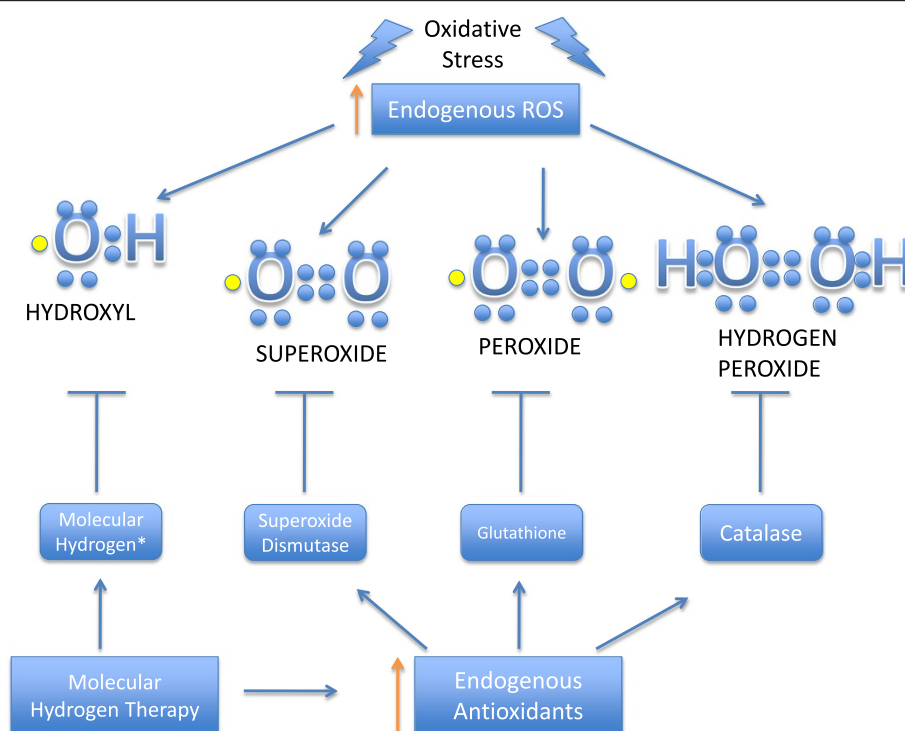 Oxidative
Stress
Endogenous ROS
O H
HYDROXYL
O O
SUPEROXIDE
O O
PEROXIDE
H O O H
HYDROGEN
PEROXIDE
Molecular
Hydrogen*
Superoxide
Dismutase
Glutathione
Catalase
Molecular
Hydrogen Therapy
Endogenous
Antioxidants